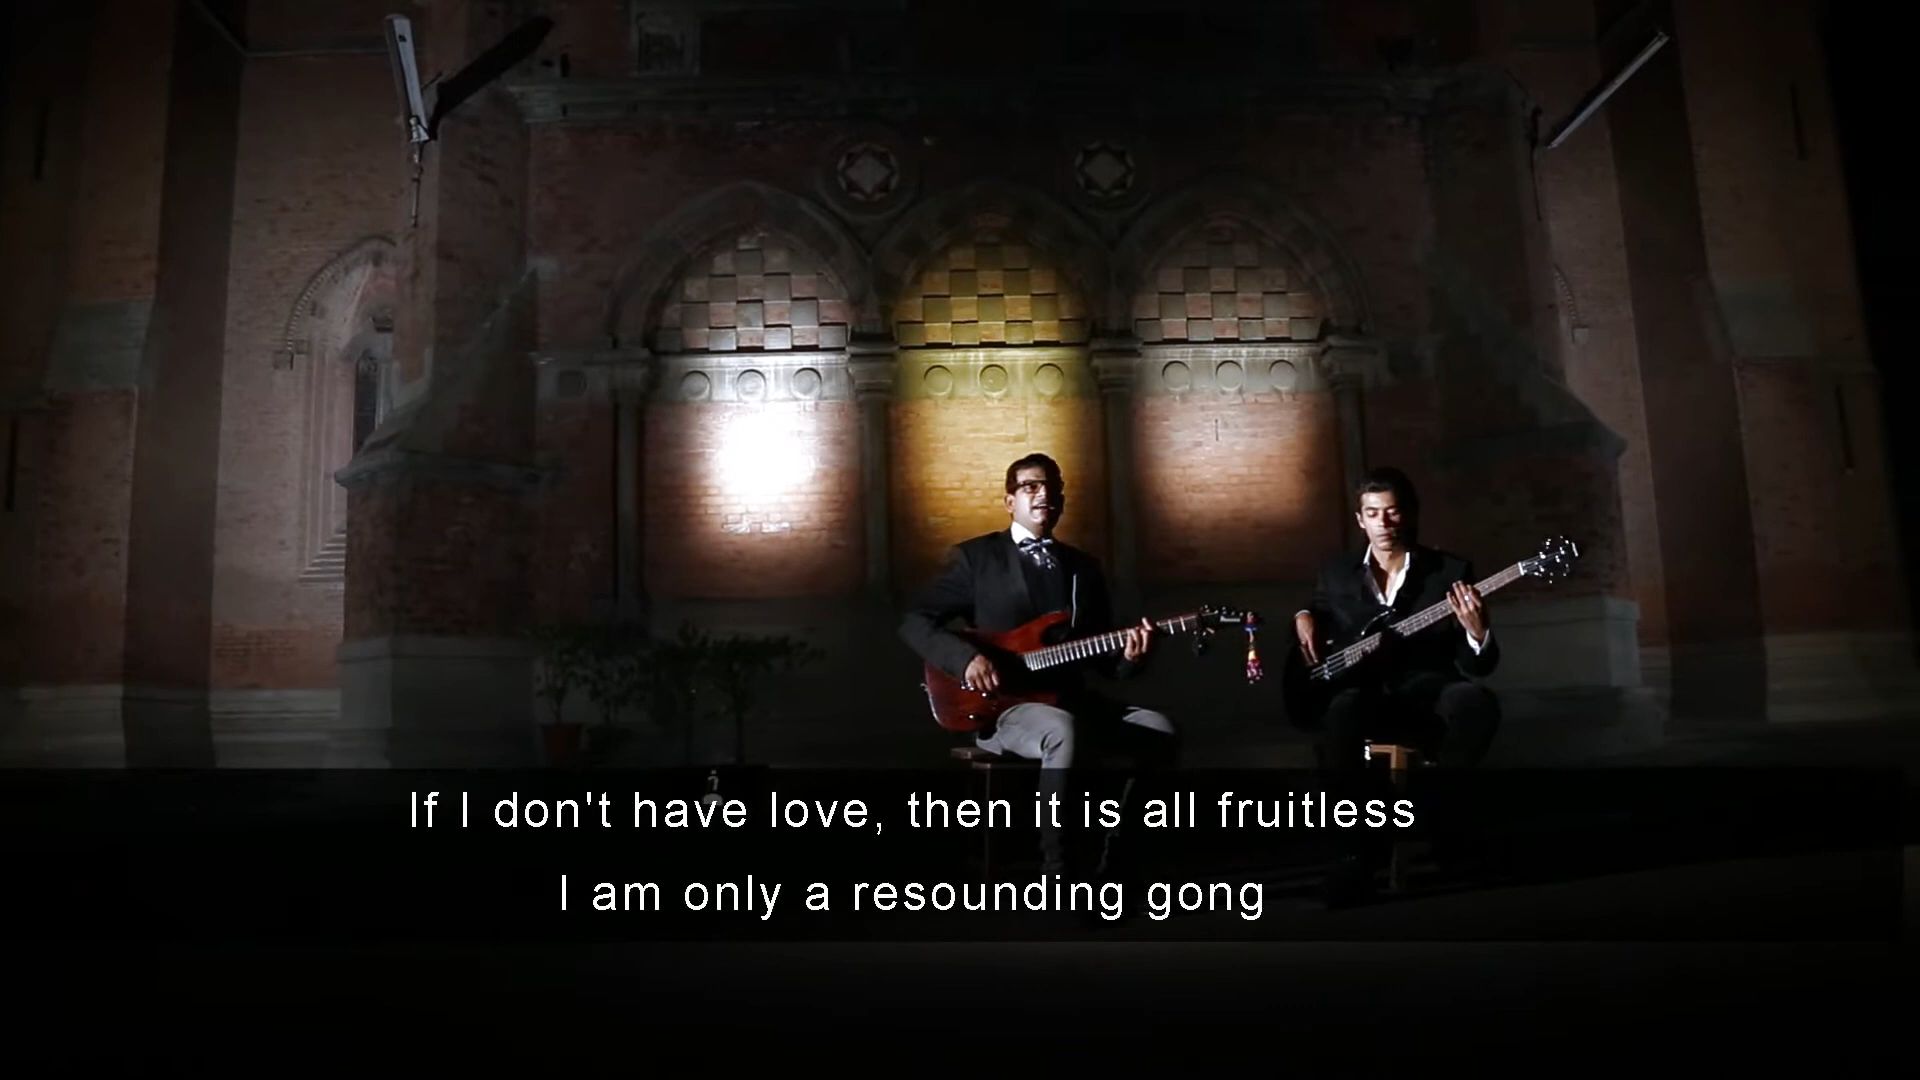 If I don't have love, then it is all fruitless
I am only a resounding gong